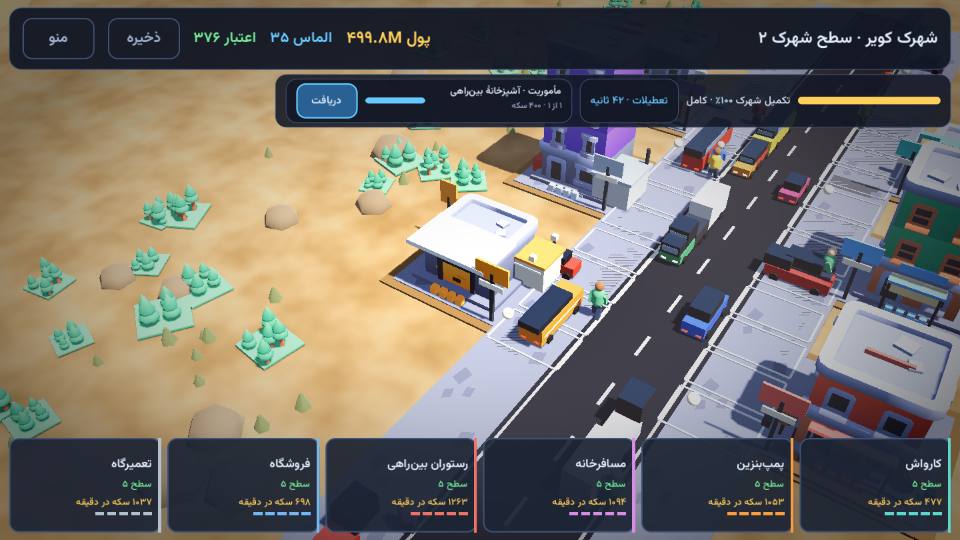 شهرک کویر · سطح شهرک ۲
پول ۴۹۹.۸M
الماس ۳۵
اعتبار ۳۷۶
ذخیره
منو
تکمیل شهرک ۱۰۰٪ · کامل
تعطیلات · ۴۲ ثانیه
مأموریت · آشپزخانهٔ بین‌راهی
۱ از ۱ · ۴۰۰ سکه
دریافت
کارواش
سطح ۵
۴۷۷ سکه در دقیقه
پمپ‌بنزین
سطح ۵
۱۰۵۳ سکه در دقیقه
مسافرخانه
سطح ۵
۱۰۹۴ سکه در دقیقه
رستوران بین‌راهی
سطح ۵
۱۲۶۳ سکه در دقیقه
فروشگاه
سطح ۵
۶۹۸ سکه در دقیقه
تعمیرگاه
سطح ۵
۱۰۳۷ سکه در دقیقه